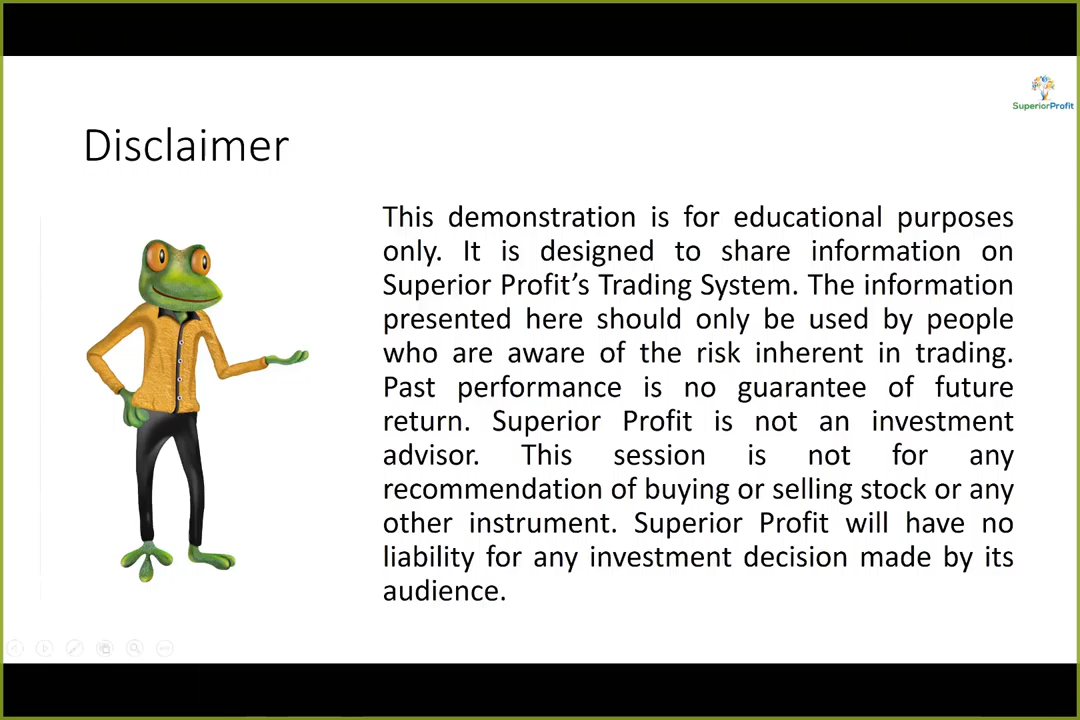 SuperiorProfit
Disclaimer
This demonstration is for educational purposes
only. It is designed to share information on
Superior Profit’s Trading System. The information
presented here should only be used by people
who are aware of the risk inherent in trading.
Past performance is no guarantee of future
return. Superior Profit is not an investment
advisor. This session is not for any
recommendation of buying or selling stock or any
other instrument. Superior Profit will have no
liability for any investment decision made by its
audience.